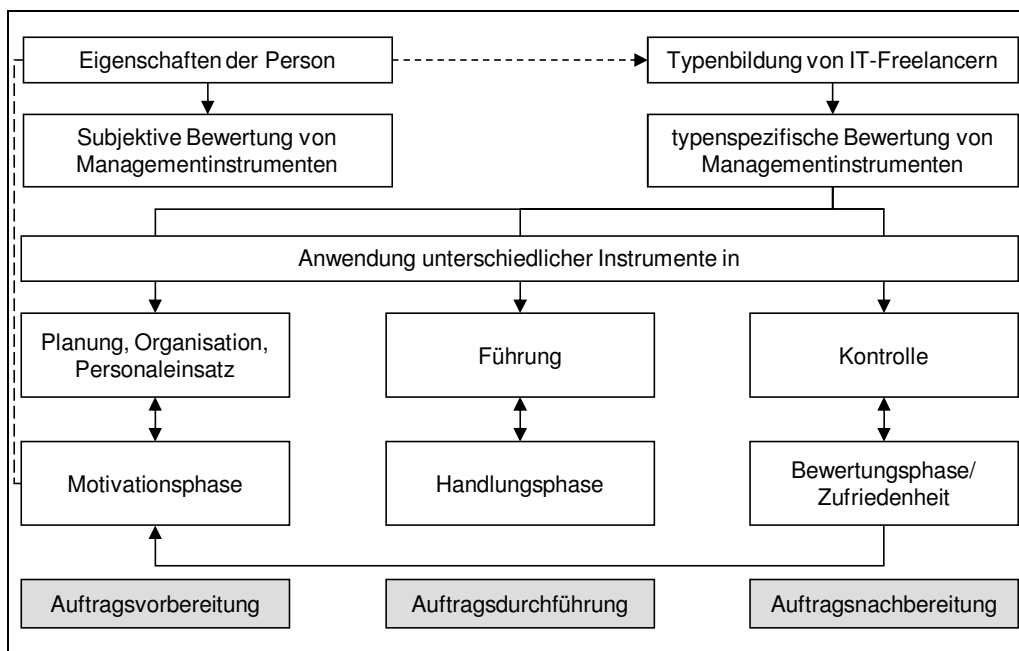 Eigenschaften der Person
Typenbildung von IT-Freelancern
Subjektive Bewertung von
Managementinstrumenten
typenspezifische Bewertung von
Managementinstrumenten
Anwendung unterschiedlicher Instrumente in
Planung, Organisation,
Personaleinsatz
Führung
Kontrolle
Motivationsphase
Handlungsphase
Bewertungsphase/
Zufriedenheit
Auftragsvorbereitung
Auftragsdurchführung
Auftragsnachbereitung